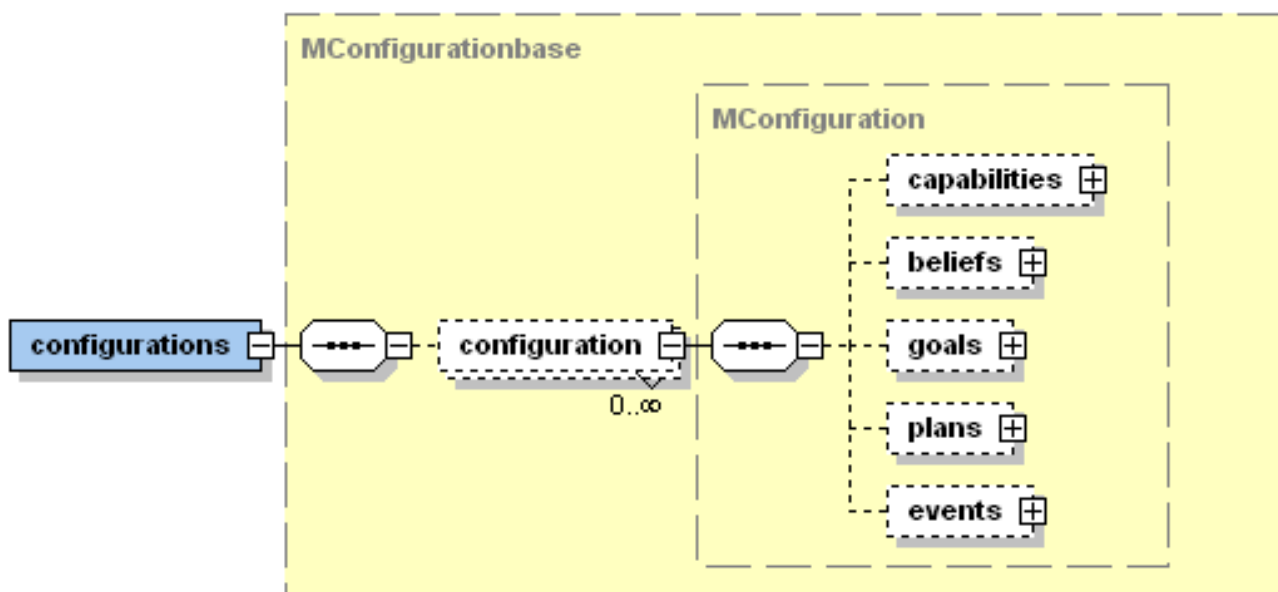 MConfigurationbase
MConfiguration
capabilities
beliefs
configurations
configuration
goals
0..∞
plans
events